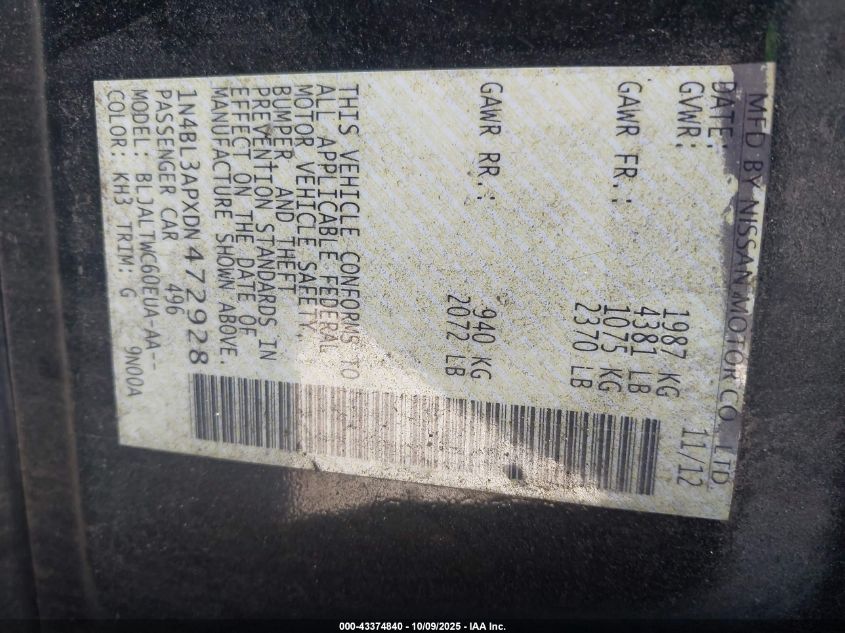 MFD BY NISSAN MOTOR CO LTD
DATE: 11/12
GVWR: 1987 KG
4381 LB
GAWR FR.: 1075 KG
2370 LB
GAWR RR.: 940 KG
2072 LB
THIS VEHICLE CONFORMS TO
ALL APPLICABLE FEDERAL
MOTOR VEHICLE SAFETY,
BUMPER AND THEFT
PREVENTION STANDARDS IN
EFFECT ON THE DATE OF
MANUFACTURE SHOWN ABOVE.
1N4BL3APXDN472928
PASSENGER CAR 496
MODEL: BLJALTWC60EUA-AA--
COLOR: KH3 TRIM: G 9N00A
000-43374840 - 10/09/2025 - IAA Inc.